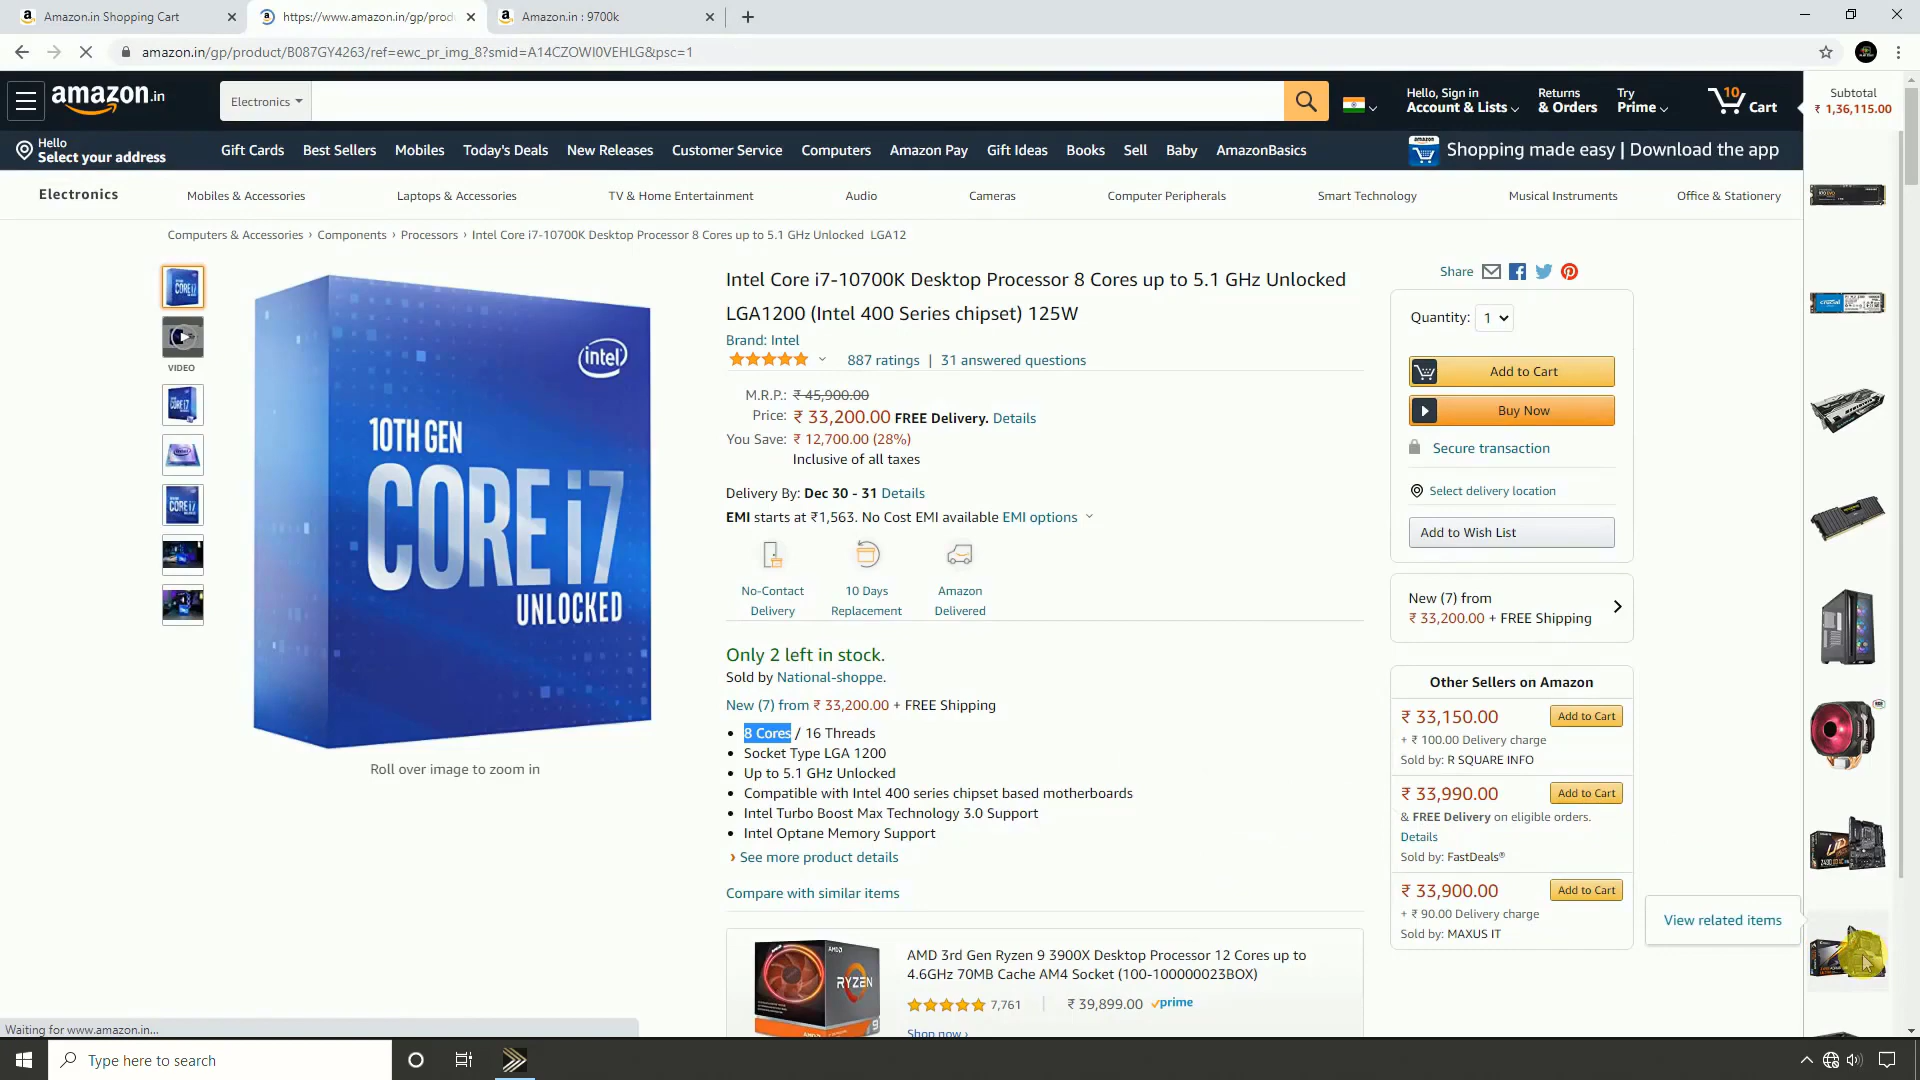 Amazon.in Shopping Cart
https://www.amazon.in/gp/prod
Amazon.in : 9700k
amazon.in/gp/product/B087GY4263/ref=ewc_pr_img_8?smid=A14CZOWI0VEHLG&psc=1
amazon.in
Electronics
Hello, Sign in
Account & Lists
Returns
& Orders
Try
Prime
10
Cart
Subtotal
₹ 1,36,115.00
Hello
Select your address
Gift Cards
Best Sellers
Mobiles
Today's Deals
New Releases
Customer Service
Computers
Amazon Pay
Gift Ideas
Books
Sell
Baby
AmazonBasics
Shopping made easy | Download the app
Electronics
Mobiles & Accessories
Laptops & Accessories
TV & Home Entertainment
Audio
Cameras
Computer Peripherals
Smart Technology
Musical Instruments
Office & Stationery
Computers & Accessories › Components › Processors › Intel Core i7-10700K Desktop Processor 8 Cores up to 5.1 GHz Unlocked LGA12
VIDEO
intel
10TH GEN
CORE i7
UNLOCKED
Roll over image to zoom in
Intel Core i7-10700K Desktop Processor 8 Cores up to 5.1 GHz Unlocked
LGA1200 (Intel 400 Series chipset) 125W
Brand: Intel
887 ratings | 31 answered questions
M.R.P.: ₹ 45,900.00
Price: ₹ 33,200.00 FREE Delivery. Details
You Save: ₹ 12,700.00 (28%)
Inclusive of all taxes
Delivery By: Dec 30 - 31 Details
EMI starts at ₹1,563. No Cost EMI available EMI options
No-Contact
Delivery
10 Days
Replacement
Amazon
Delivered
Only 2 left in stock.
Sold by National-shoppe.
New (7) from ₹ 33,200.00 + FREE Shipping
8 Cores / 16 Threads
Socket Type LGA 1200
Up to 5.1 GHz Unlocked
Compatible with Intel 400 series chipset based motherboards
Intel Turbo Boost Max Technology 3.0 Support
Intel Optane Memory Support
› See more product details
Compare with similar items
AMD
RYZEN
9
AMD 3rd Gen Ryzen 9 3900X Desktop Processor 12 Cores up to
4.6GHz 70MB Cache AM4 Socket (100-100000023BOX)
7,761
₹ 39,899.00
prime
Shop now ›
Share
Quantity: 1
Add to Cart
Buy Now
Secure transaction
Select delivery location
Add to Wish List
New (7) from
₹ 33,200.00 + FREE Shipping
Other Sellers on Amazon
₹ 33,150.00
Add to Cart
+ ₹ 100.00 Delivery charge
Sold by: R SQUARE INFO
₹ 33,990.00
Add to Cart
& FREE Delivery on eligible orders.
Details
Sold by: FastDeals®
₹ 33,900.00
Add to Cart
+ ₹ 90.00 Delivery charge
Sold by: MAXUS IT
View related items
Waiting for www.amazon.in...
Type here to search